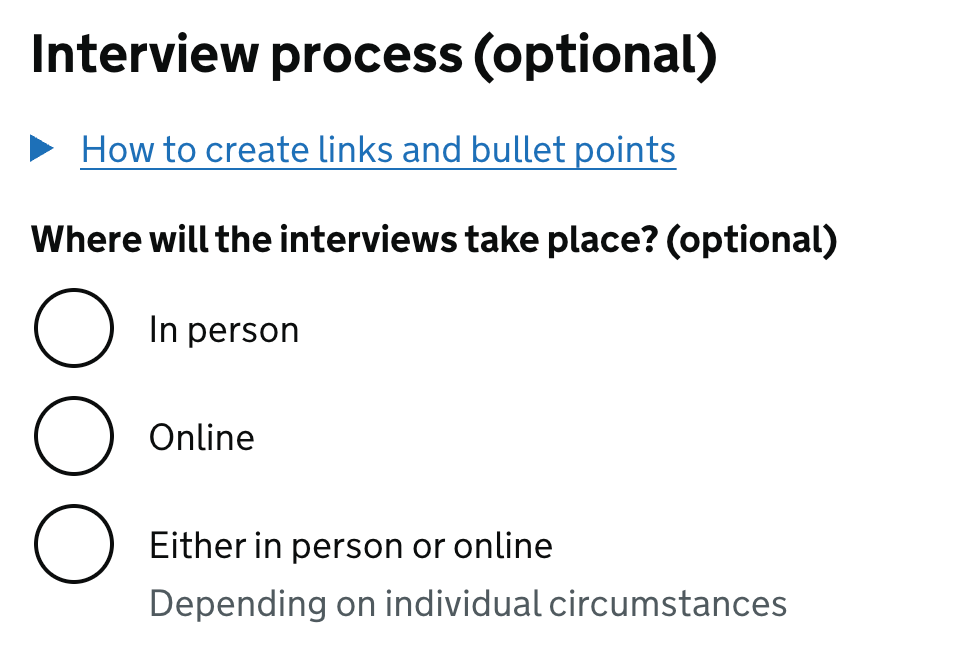 Interview process (optional)
How to create links and bullet points
Where will the interviews take place? (optional)
In person
Online
Either in person or online
Depending on individual circumstances